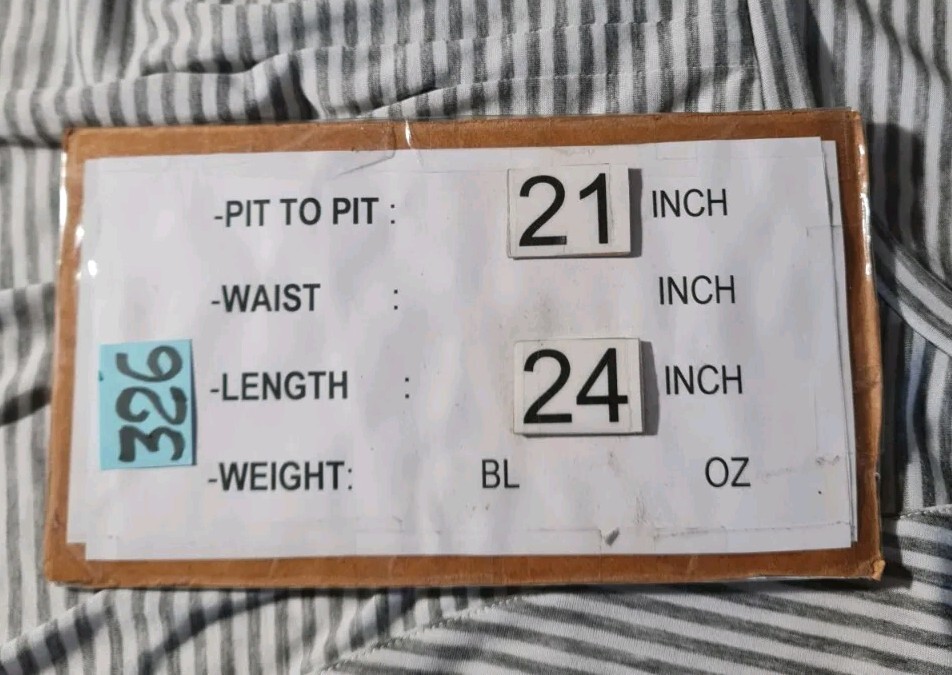 -PIT TO PIT : 21 INCH
-WAIST : INCH
-LENGTH : 24 INCH
-WEIGHT: BL OZ
326